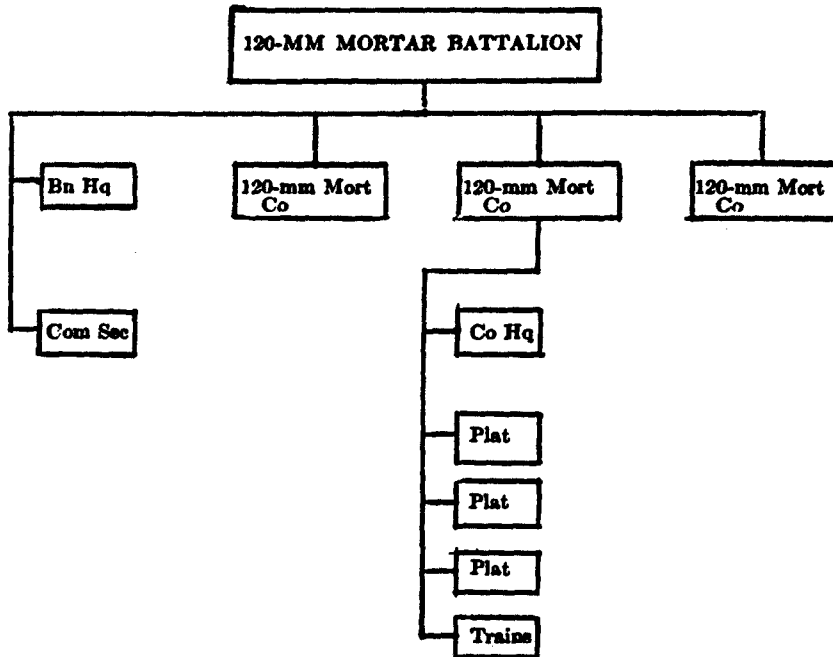 120-MM MORTAR BATTALION
Bn Hq
120-mm Mort
Co
120-mm Mort
Co
120-mm Mort
Co
Com Sec
Co Hq
Plat
Plat
Plat
Trains